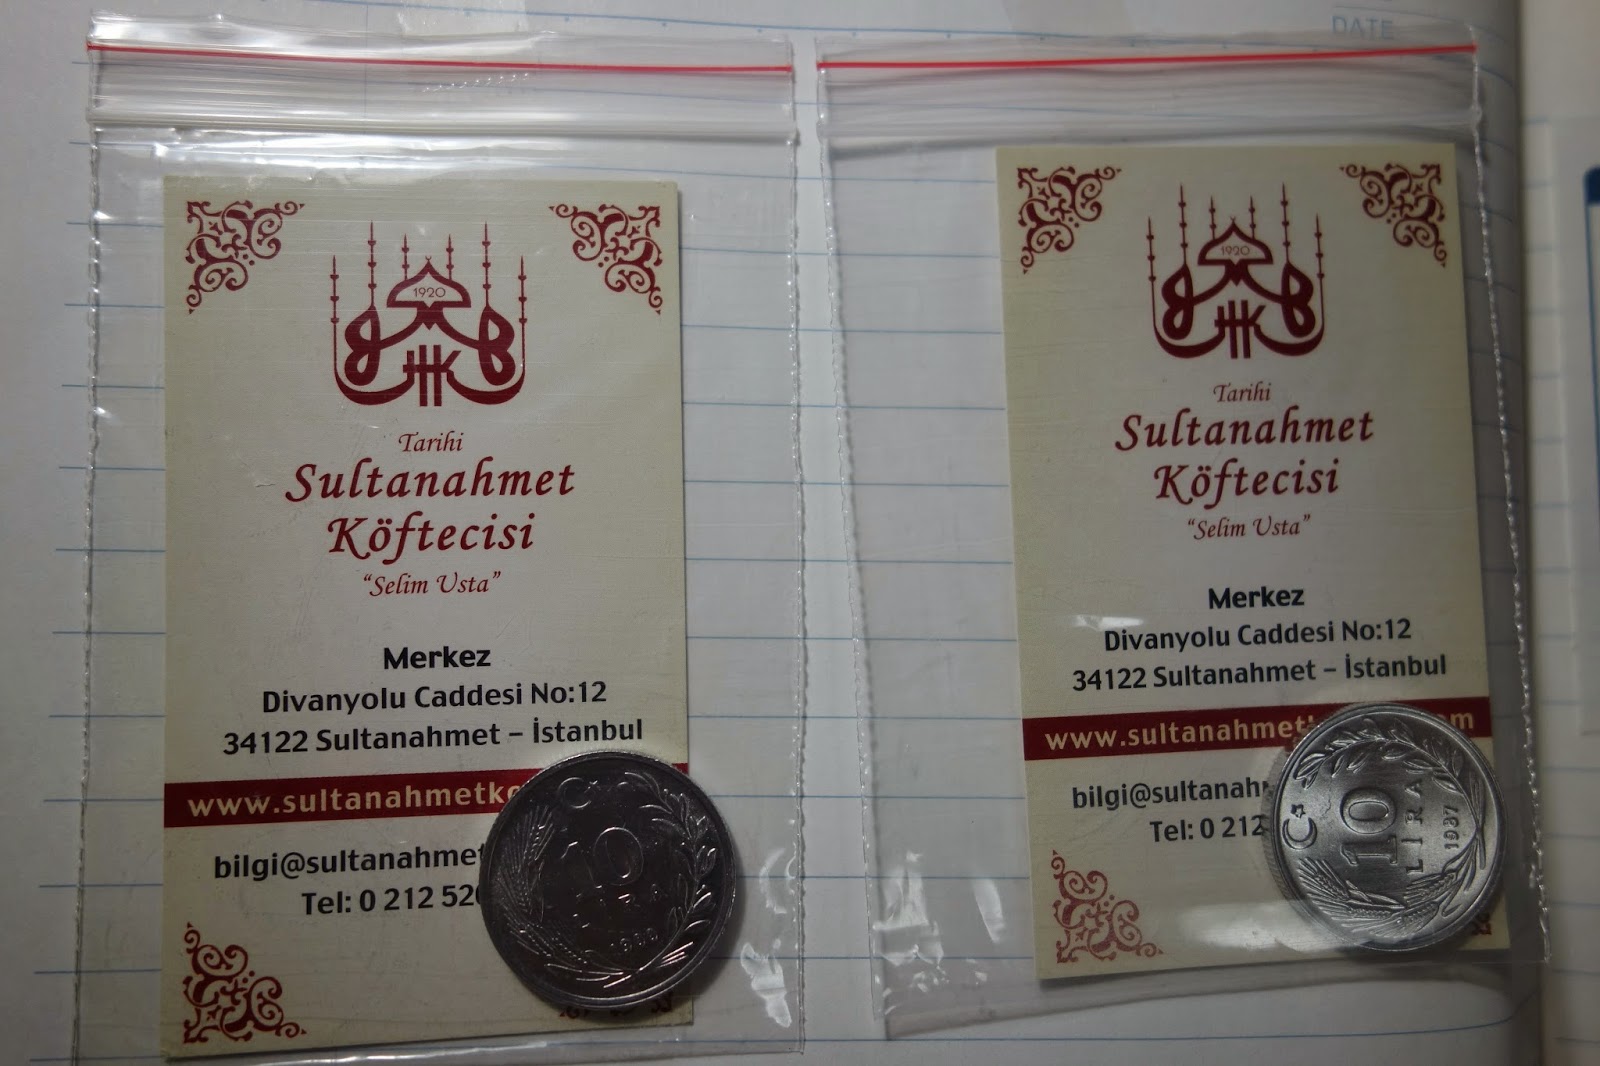 DATE
1920
Tarihi
Sultanahmet
Köftecisi
“Selim Usta”
Merkez
Divanyolu Caddesi No:12
34122 Sultanahmet – İstanbul
www.sultanahmetk
bilgi@sultanahmet
Tel: 0 212 52
10
LIRA
1920
Tarihi
Sultanahmet
Köftecisi
“Selim Usta”
Merkez
Divanyolu Caddesi No:12
34122 Sultanahmet – İstanbul
www.sultanahmet
om
bilgi@sultanah
Tel: 0 212
10
LIRA
1987